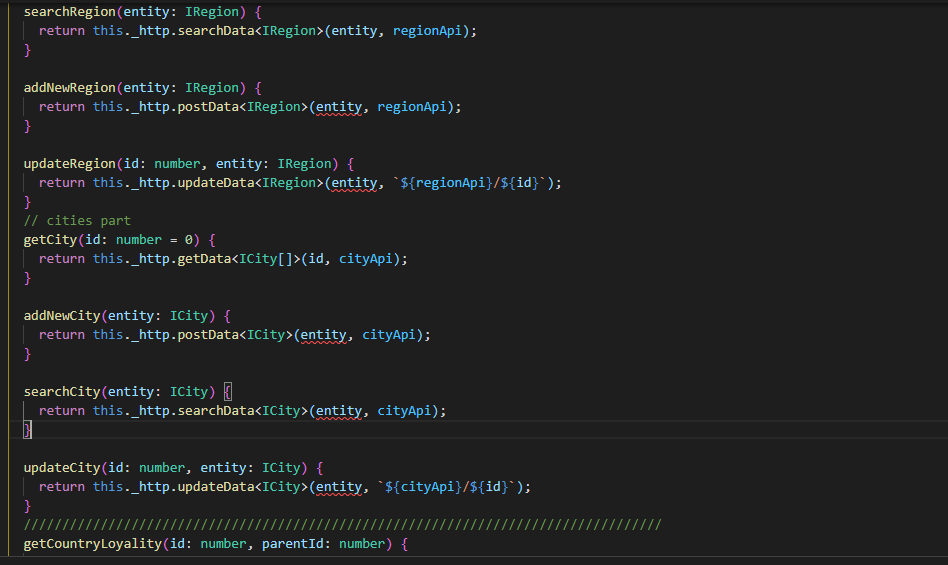 searchRegion(entity: IRegion) {
return this._http.searchData<IRegion>(entity, regionApi);
}
addNewRegion(entity: IRegion) {
return this._http.postData<IRegion>(entity, regionApi);
}
updateRegion(id: number, entity: IRegion) {
return this._http.updateData<IRegion>(entity, `${regionApi}/${id}`);
}
// cities part
getCity(id: number = 0) {
return this._http.getData<ICity[]>(id, cityApi);
}
addNewCity(entity: ICity) {
return this._http.postData<ICity>(entity, cityApi);
}
searchCity(entity: ICity) {
return this._http.searchData<ICity>(entity, cityApi);
}
updateCity(id: number, entity: ICity) {
return this._http.updateData<ICity>(entity, `${cityApi}/${id}`);
}
///////////////////////////////////////////////////////////////////////////////////
getCountryLoyality(id: number, parentId: number) {